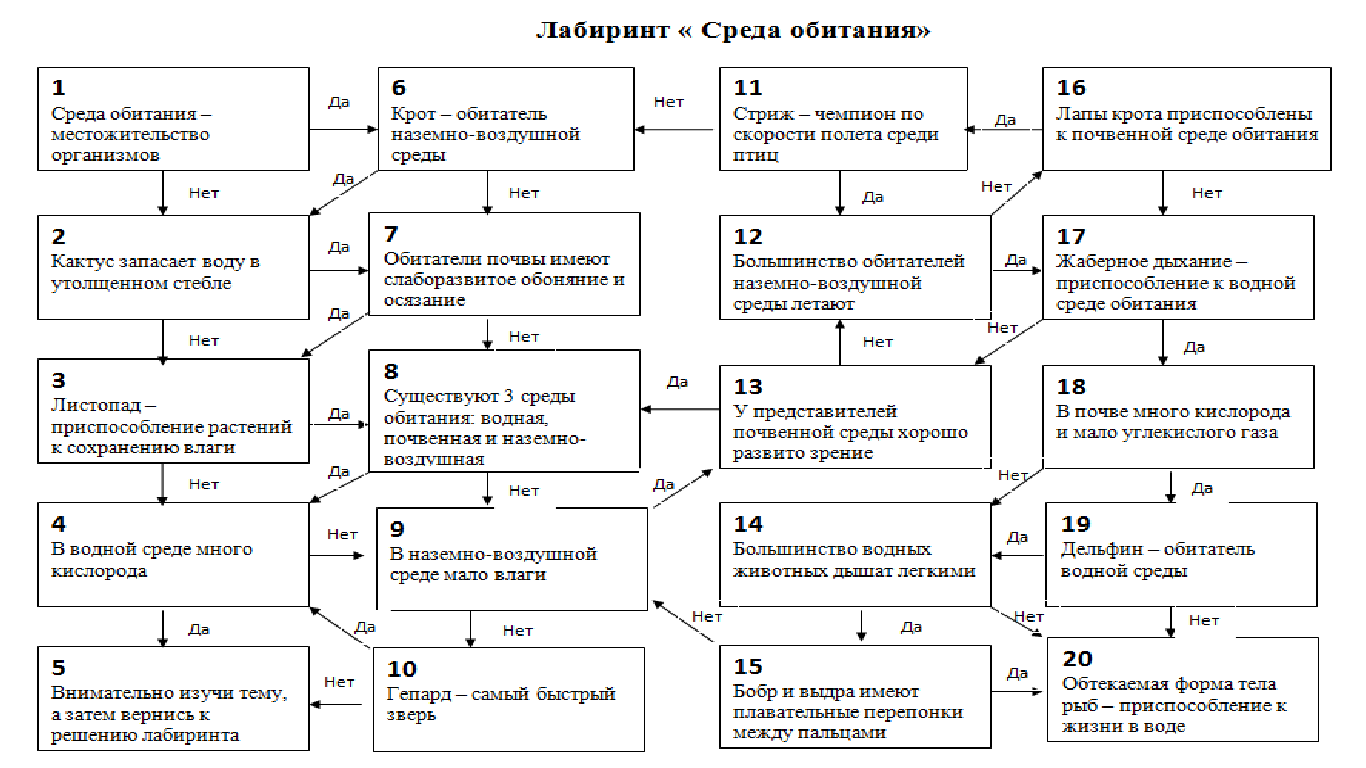 Лабиринт « Среда обитания»
1
Среда обитания –
местожительство
организмов
Да
Нет
6
Крот – обитатель
наземно-воздушной
среды
Да
Нет
Нет
11
Стриж – чемпион по
скорости полета среди
птиц
Да
Да
16
Лапы крота приспособлены
к почвенной среде обитания
Нет
Нет
2
Кактус запасает воду в
утолщенном стебле
Да
Нет
7
Обитатели почвы имеют
слаборазвитое обоняние и
осязание
Да
Нет
12
Большинство обитателей
наземно-воздушной
среды летают
Да
Нет
17
Жаберное дыхание –
приспособление к водной
среде обитания
Нет
Да
3
Листопад –
приспособление растений
к сохранению влаги
Да
Нет
8
Существуют 3 среды
обитания: водная,
почвенная и наземно-
воздушная
Да
Нет
Да
13
У представителей
почвенной среды хорошо
развито зрение
Да
18
В почве много кислорода
и мало углекислого газа
Нет
Да
4
В водной среде много
кислорода
Нет
Да
9
В наземно-воздушной
среде мало влаги
Нет
Да
14
Большинство водных
животных дышат легкими
Нет
Да
Да
19
Дельфин – обитатель
водной среды
Нет
Нет
5
Внимательно изучи тему,
а затем вернись к
решению лабиринта
Нет
10
Гепард – самый быстрый
зверь
15
Бобр и выдра имеют
плавательные перепонки
между пальцами
Да
20
Обтекаемая форма тела
рыб – приспособление к
жизни в воде